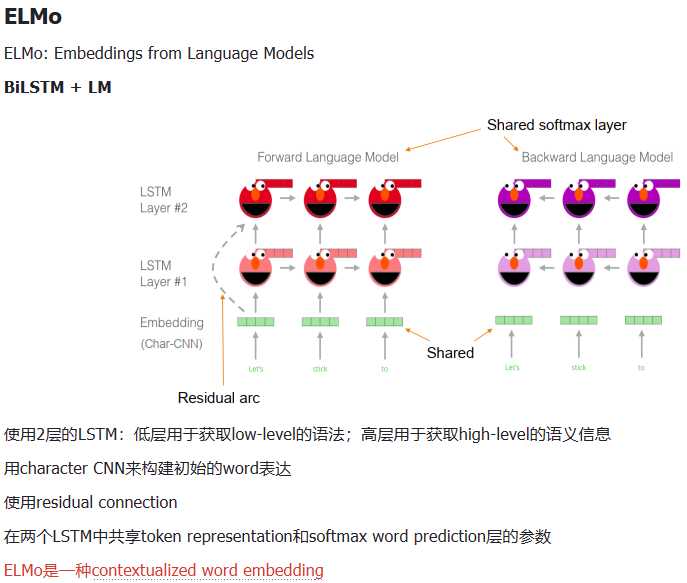 ELMo
ELMo: Embeddings from Language Models
BiLSTM + LM
Shared softmax layer
Forward Language Model
Backward Language Model
LSTM
Layer #2
LSTM
Layer #1
Embedding
(Char-CNN)
Shared
Let's
stick
to
Let's
stick
to
Residual arc
使用2层的LSTM：低层用于获取low-level的语法；高层用于获取high-level的语义信息
用character CNN来构建初始的word表达
使用residual connection
在两个LSTM中共享token representation和softmax word prediction层的参数
ELMo是一种contextualized word embedding